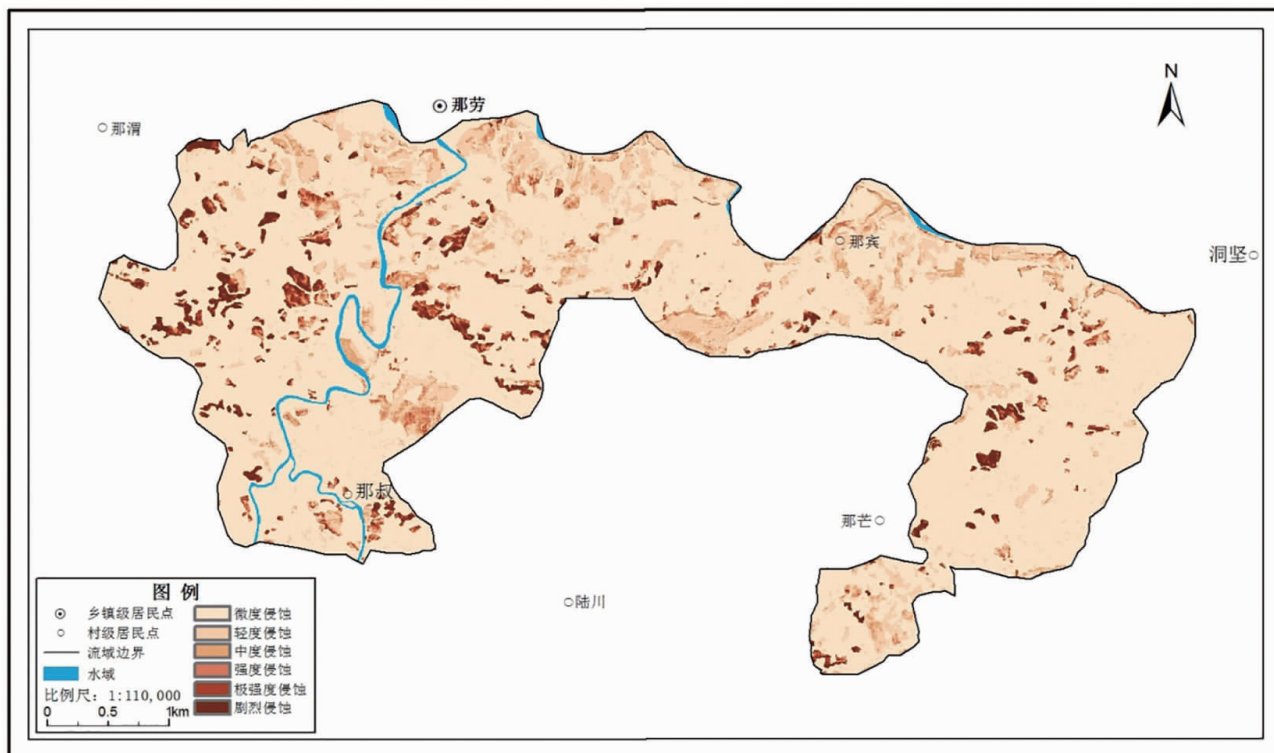 N
那劳
那渭
那宾
洞坚
那叔
那芒
陆川
图 例
乡镇级居民点
村级居民点
流域边界
水域
比例尺：1:110,000
0 0.5 1km
微度侵蚀
轻度侵蚀
中度侵蚀
强度侵蚀
极强度侵蚀
剧烈侵蚀